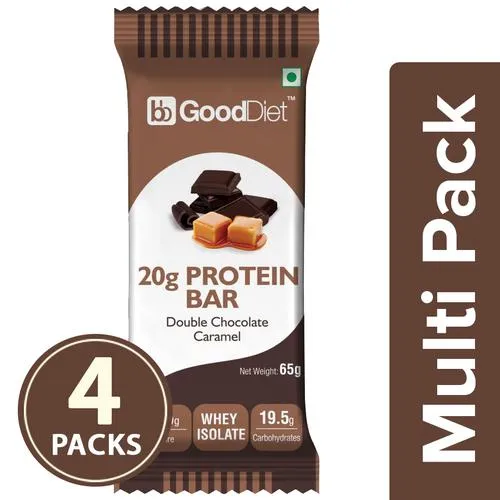 bb GoodDiet™
20g PROTEIN
BAR
Double Chocolate
Caramel
Net Weight: 65g
WHEY
ISOLATE
19.5g
Carbohydrates
4
PACKS
Multi Pack